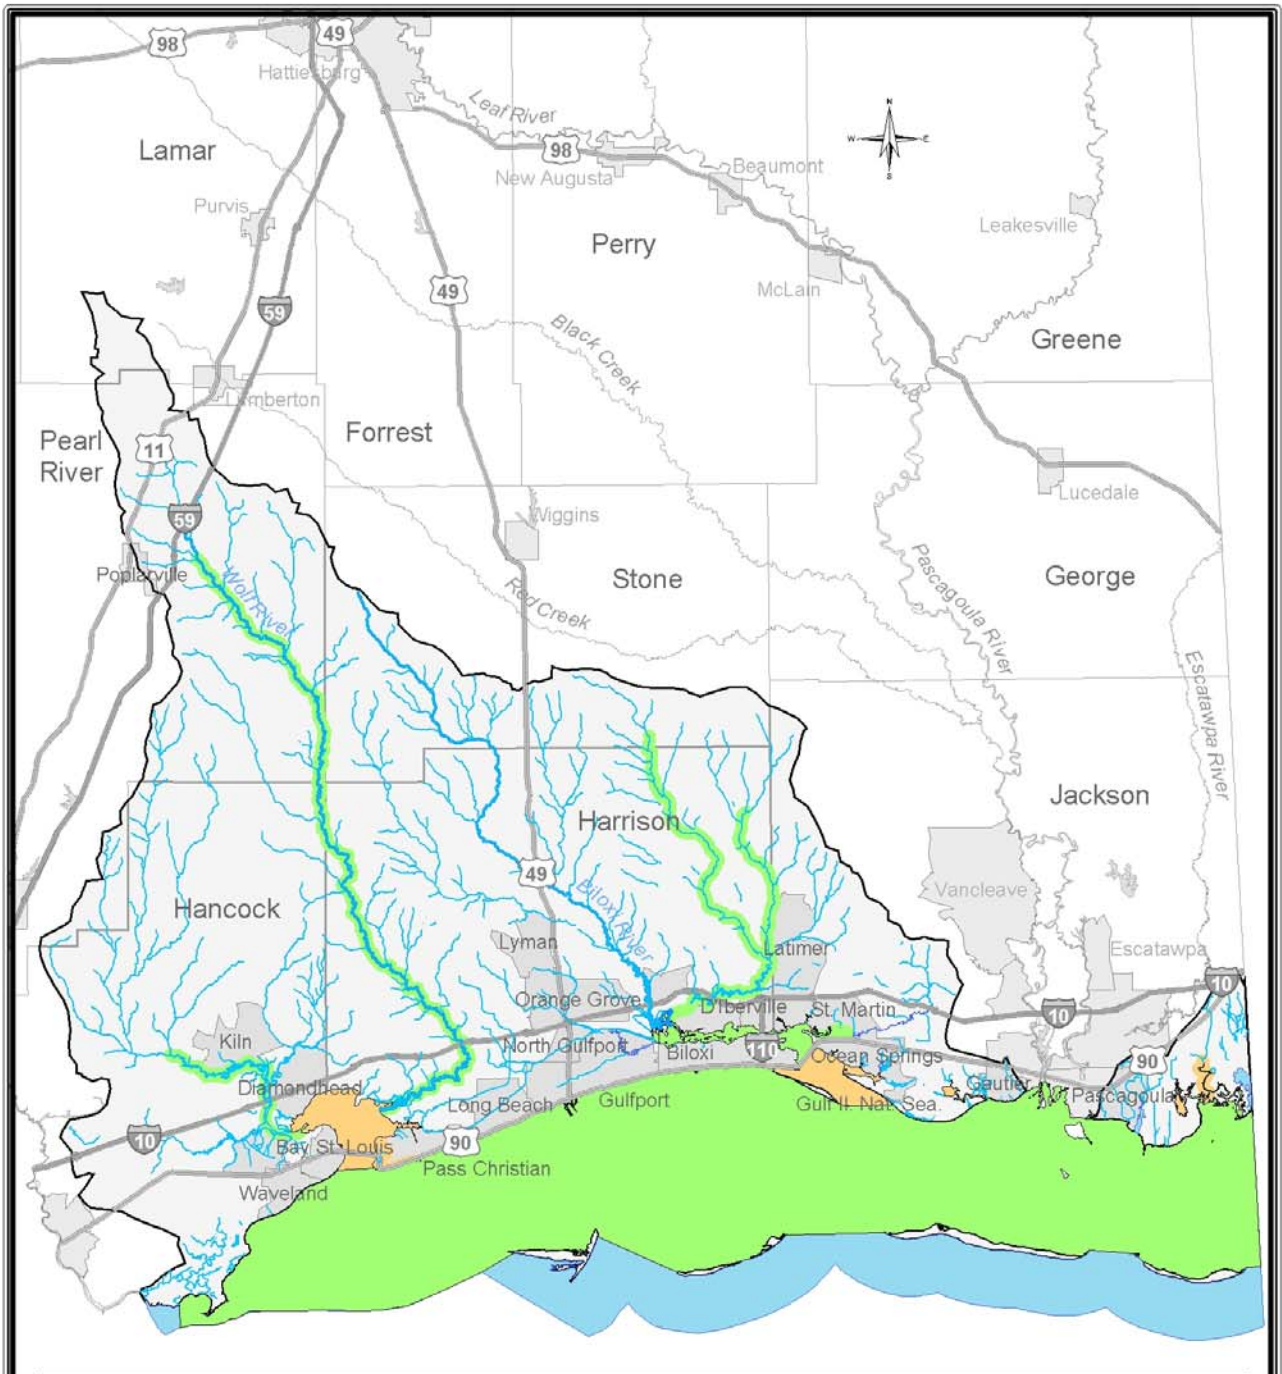 98
49
Hattiesburg
Leaf River
N
W E
S
Lamar
98
New Augusta
Beaumont
Purvis
Leakesville
Perry
McLain
49
59
Black Creek
Greene
Lumberton
Pearl
River
11
Forrest
Lucedale
59
Wiggins
Poplarville
Wolf River
Red Creek
Stone
Pascagoula River
George
Escatawpa River
Jackson
Harrison
49
Biloxi River
Vancleave
Hancock
Lyman
Latimer
Escatawpa
Orange Grove
D'Iberville
St. Martin
10
10
Kiln
North Gulfport
Biloxi
110
Ocean Springs
90
Diamondhead
Long Beach
Gulfport
Gulf Il. Nat. Sea.
Gautier
Pascagoula
10
Bay St. Louis
90
Pass Christian
Waveland